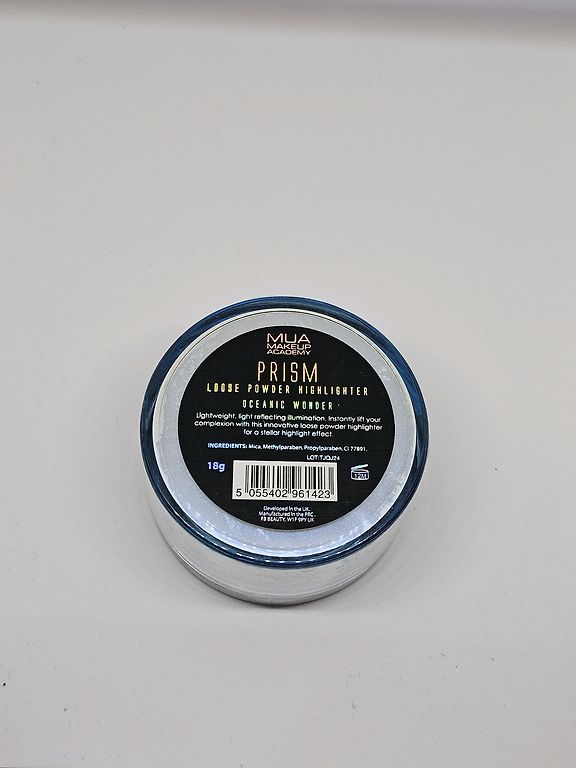 MUA
MAKEUP
ACADEMY
PRISM
LOOSE POWDER HIGHLIGHTER
OCEANIC WONDER
Lightweight, light reflecting illumination. Instantly lift your
complexion with this innovative loose powder highlighter
for a stellar highlight effect.
INGREDIENTS: Mica, Methylparaben, Propylparaben, CI 77891.
LOT:TJQJ24
18g
12M
5 055402 961423
Developed in the UK.
Manufactured in the PRC.
FB BEAUTY, W1F 9PY UK